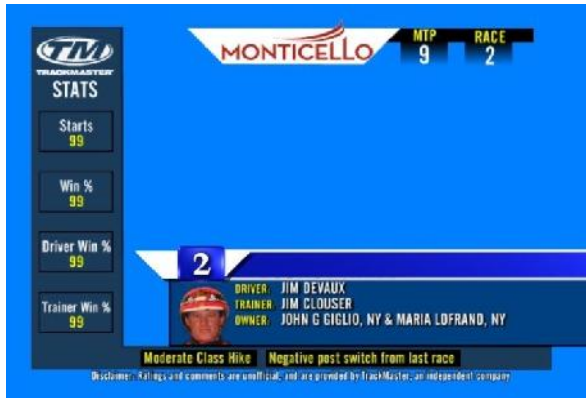 TM
TRACKMASTER
STATS
Starts
99
Win %
99
Driver Win %
99
Trainer Win %
99
MONTICELLO
MTP RACE
9 2
2
DRIVER: JIM DEVAUX
TRAINER: JIM CLOUSER
OWNER: JOHN G GIGLIO, NY & MARIA LOFRAND, NY
Moderate Class Hike Negative post switch from last race
Disclaimer: Ratings and comments are unofficial, and are provided by TrackMaster, an independent company